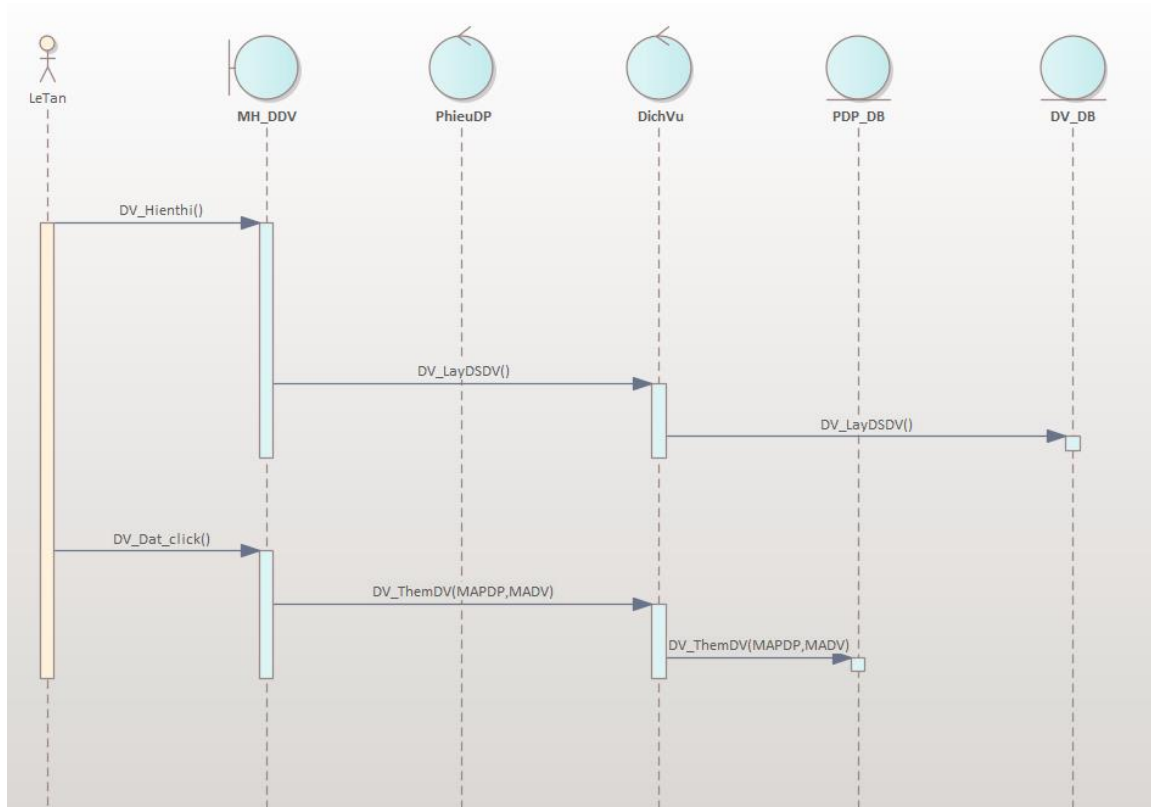 LeTan
MH_DDV
PhieuDP
DichVu
PDP_DB
DV_DB
DV_Hienthi()
DV_LayDSDV()
DV_LayDSDV()
DV_Dat_click()
DV_ThemDV(MAPDP,MADV)
DV_ThemDV(MAPDP,MADV)